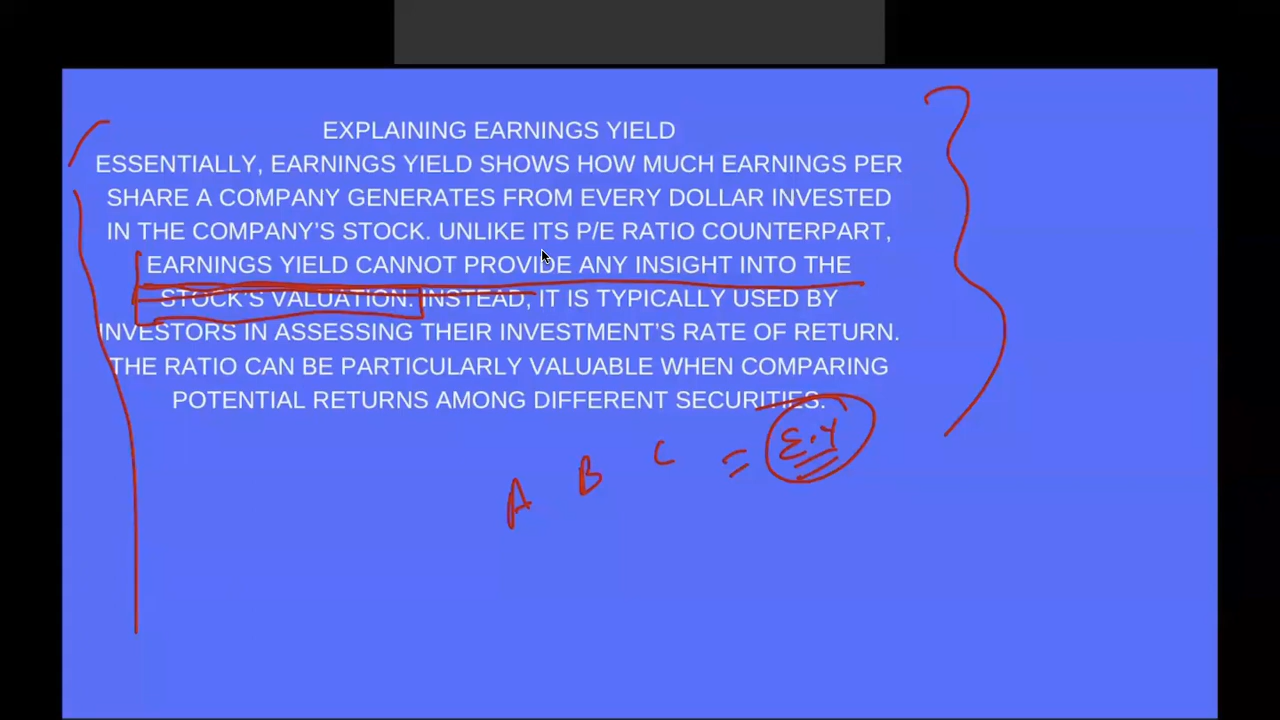 EXPLAINING EARNINGS YIELD
ESSENTIALLY, EARNINGS YIELD SHOWS HOW MUCH EARNINGS PER
SHARE A COMPANY GENERATES FROM EVERY DOLLAR INVESTED
IN THE COMPANY'S STOCK. UNLIKE ITS P/E RATIO COUNTERPART,
EARNINGS YIELD CANNOT PROVIDE ANY INSIGHT INTO THE
STOCK'S VALUATION. INSTEAD, IT IS TYPICALLY USED BY
INVESTORS IN ASSESSING THEIR INVESTMENT'S RATE OF RETURN.
THE RATIO CAN BE PARTICULARLY VALUABLE WHEN COMPARING
POTENTIAL RETURNS AMONG DIFFERENT SECURITIES.
A B C = E.Y